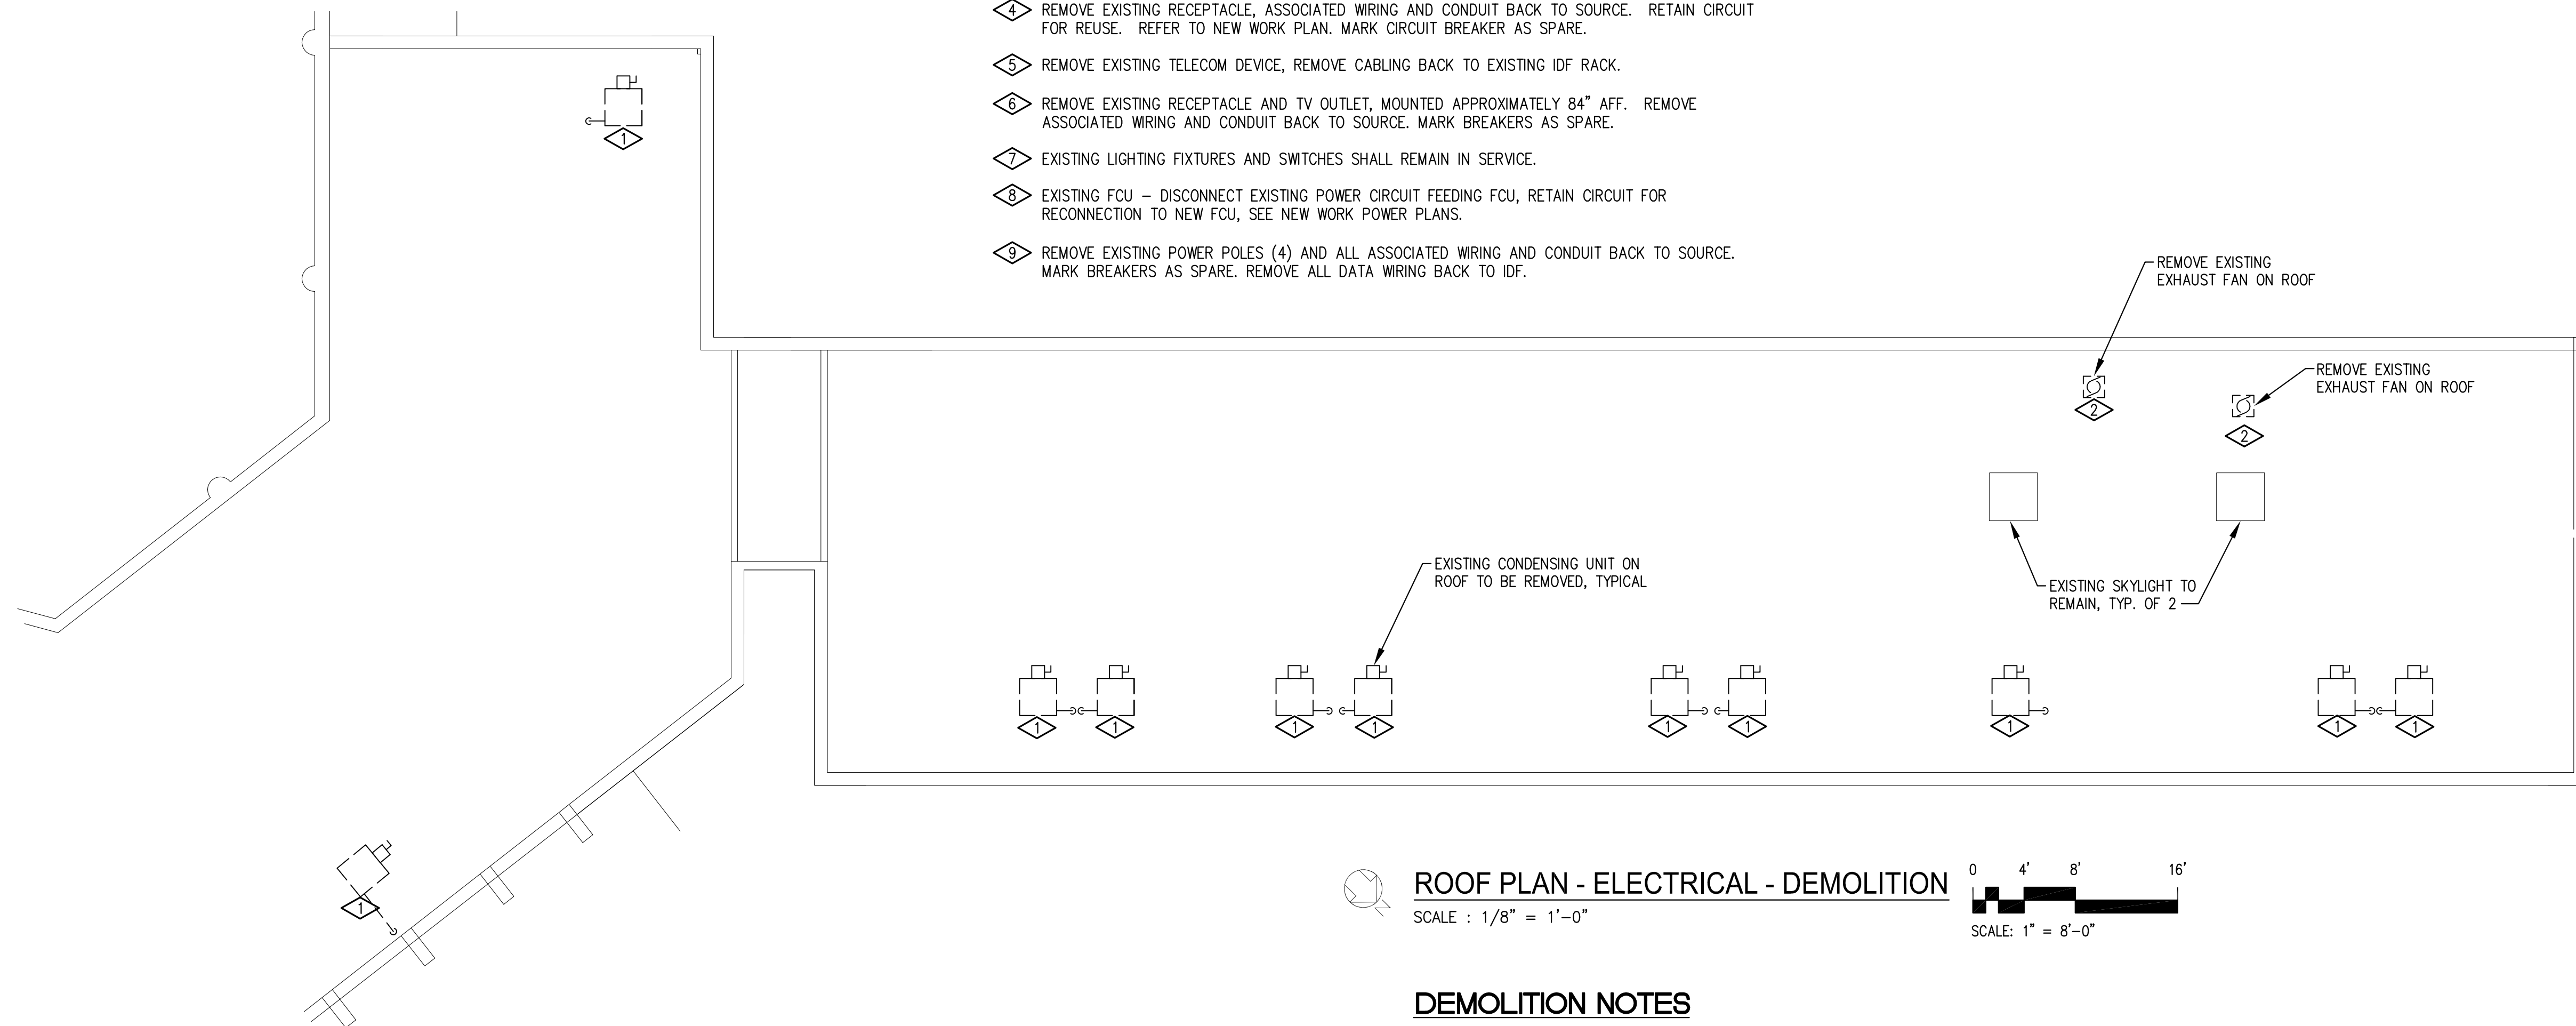 4 REMOVE EXISTING RECEPTACLE, ASSOCIATED WIRING AND CONDUIT BACK TO SOURCE. RETAIN CIRCUIT
FOR REUSE. REFER TO NEW WORK PLAN. MARK CIRCUIT BREAKER AS SPARE.
5 REMOVE EXISTING TELECOM DEVICE, REMOVE CABLING BACK TO EXISTING IDF RACK.
6 REMOVE EXISTING RECEPTACLE AND TV OUTLET, MOUNTED APPROXIMATELY 84" AFF. REMOVE
ASSOCIATED WIRING AND CONDUIT BACK TO SOURCE. MARK BREAKERS AS SPARE.
7 EXISTING LIGHTING FIXTURES AND SWITCHES SHALL REMAIN IN SERVICE.
8 EXISTING FCU – DISCONNECT EXISTING POWER CIRCUIT FEEDING FCU, RETAIN CIRCUIT FOR
RECONNECTION TO NEW FCU, SEE NEW WORK POWER PLANS.
9 REMOVE EXISTING POWER POLES (4) AND ALL ASSOCIATED WIRING AND CONDUIT BACK TO SOURCE.
MARK BREAKERS AS SPARE. REMOVE ALL DATA WIRING BACK TO IDF.
1
REMOVE EXISTING
EXHAUST FAN ON ROOF
2
REMOVE EXISTING
EXHAUST FAN ON ROOF
2
EXISTING CONDENSING UNIT ON
ROOF TO BE REMOVED, TYPICAL
EXISTING SKYLIGHT TO
REMAIN, TYP. OF 2
1
1
1
1
1
1
1
1
1
1
ROOF PLAN - ELECTRICAL - DEMOLITION
SCALE : 1/8" = 1'–0"
N
0 4' 8' 16'
SCALE: 1" = 8'–0"
DEMOLITION NOTES